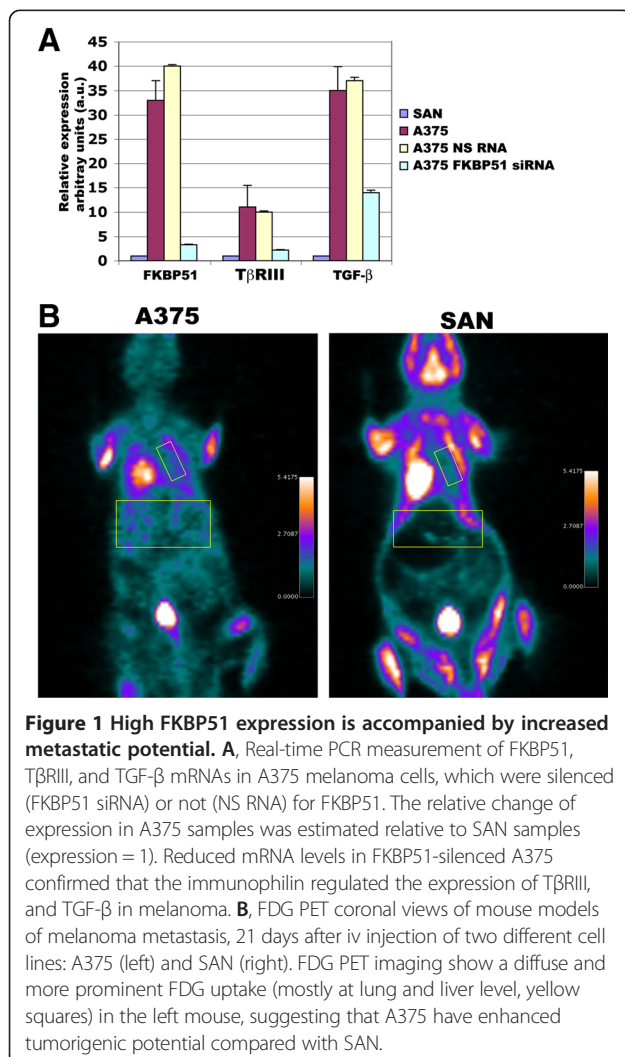 A
Relative expression
arbitray units (a.u.)
45
40
35
30
25
20
15
10
5
0
FKBP51
TβRIII
TGF-β
SAN
A375
A375 NS RNA
A375 FKBP51 siRNA
B
A375
SAN
5.4175
2.7087
0.0000
5.4175
2.7087
0.0000
Figure 1 High FKBP51 expression is accompanied by increased
metastatic potential. A, Real-time PCR measurement of FKBP51,
TβRIII, and TGF-β mRNAs in A375 melanoma cells, which were silenced
(FKBP51 siRNA) or not (NS RNA) for FKBP51. The relative change of
expression in A375 samples was estimated relative to SAN samples
(expression = 1). Reduced mRNA levels in FKBP51-silenced A375
confirmed that the immunophilin regulated the expression of TβRIII,
and TGF-β in melanoma. B, FDG PET coronal views of mouse models
of melanoma metastasis, 21 days after iv injection of two different cell
lines: A375 (left) and SAN (right). FDG PET imaging show a diffuse and
more prominent FDG uptake (mostly at lung and liver level, yellow
squares) in the left mouse, suggesting that A375 have enhanced
tumorigenic potential compared with SAN.